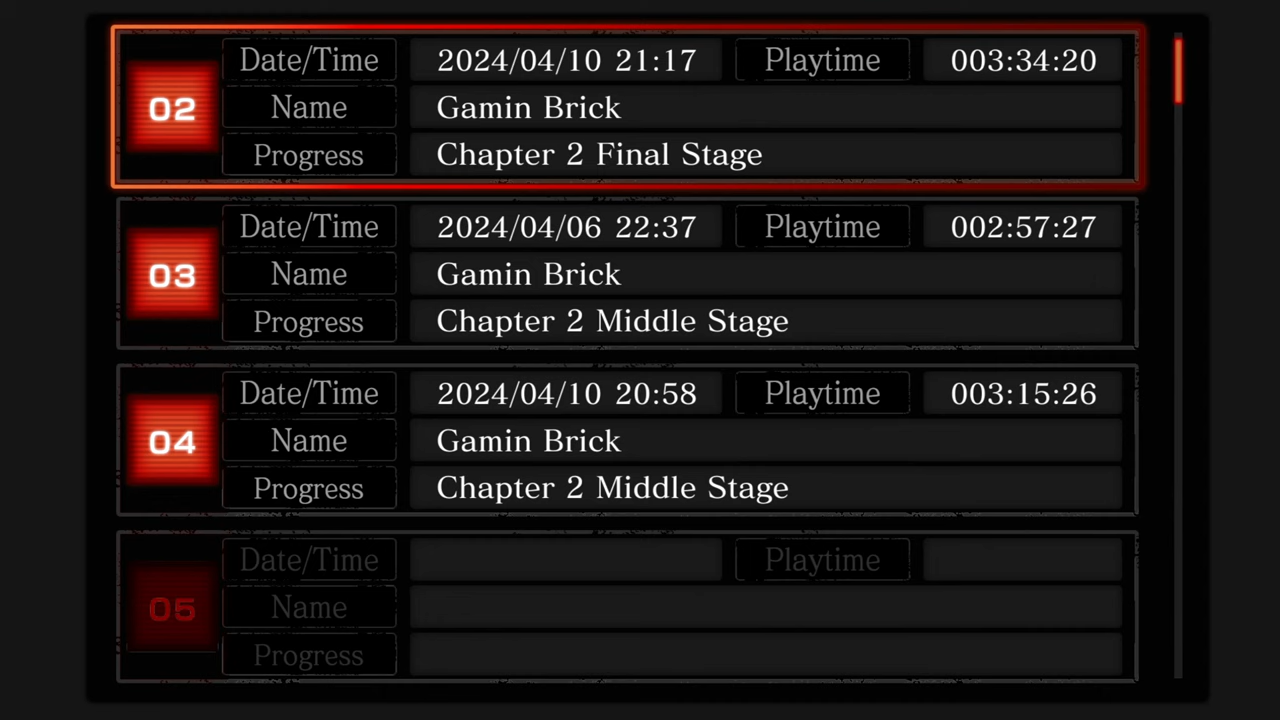 Date/Time 2024/04/10 21:17 Playtime 003:34:20
02 Name Gamin Brick
Progress Chapter 2 Final Stage
Date/Time 2024/04/06 22:37 Playtime 002:57:27
03 Name Gamin Brick
Progress Chapter 2 Middle Stage
Date/Time 2024/04/10 20:58 Playtime 003:15:26
04 Name Gamin Brick
Progress Chapter 2 Middle Stage
Date/Time Playtime
05 Name
Progress